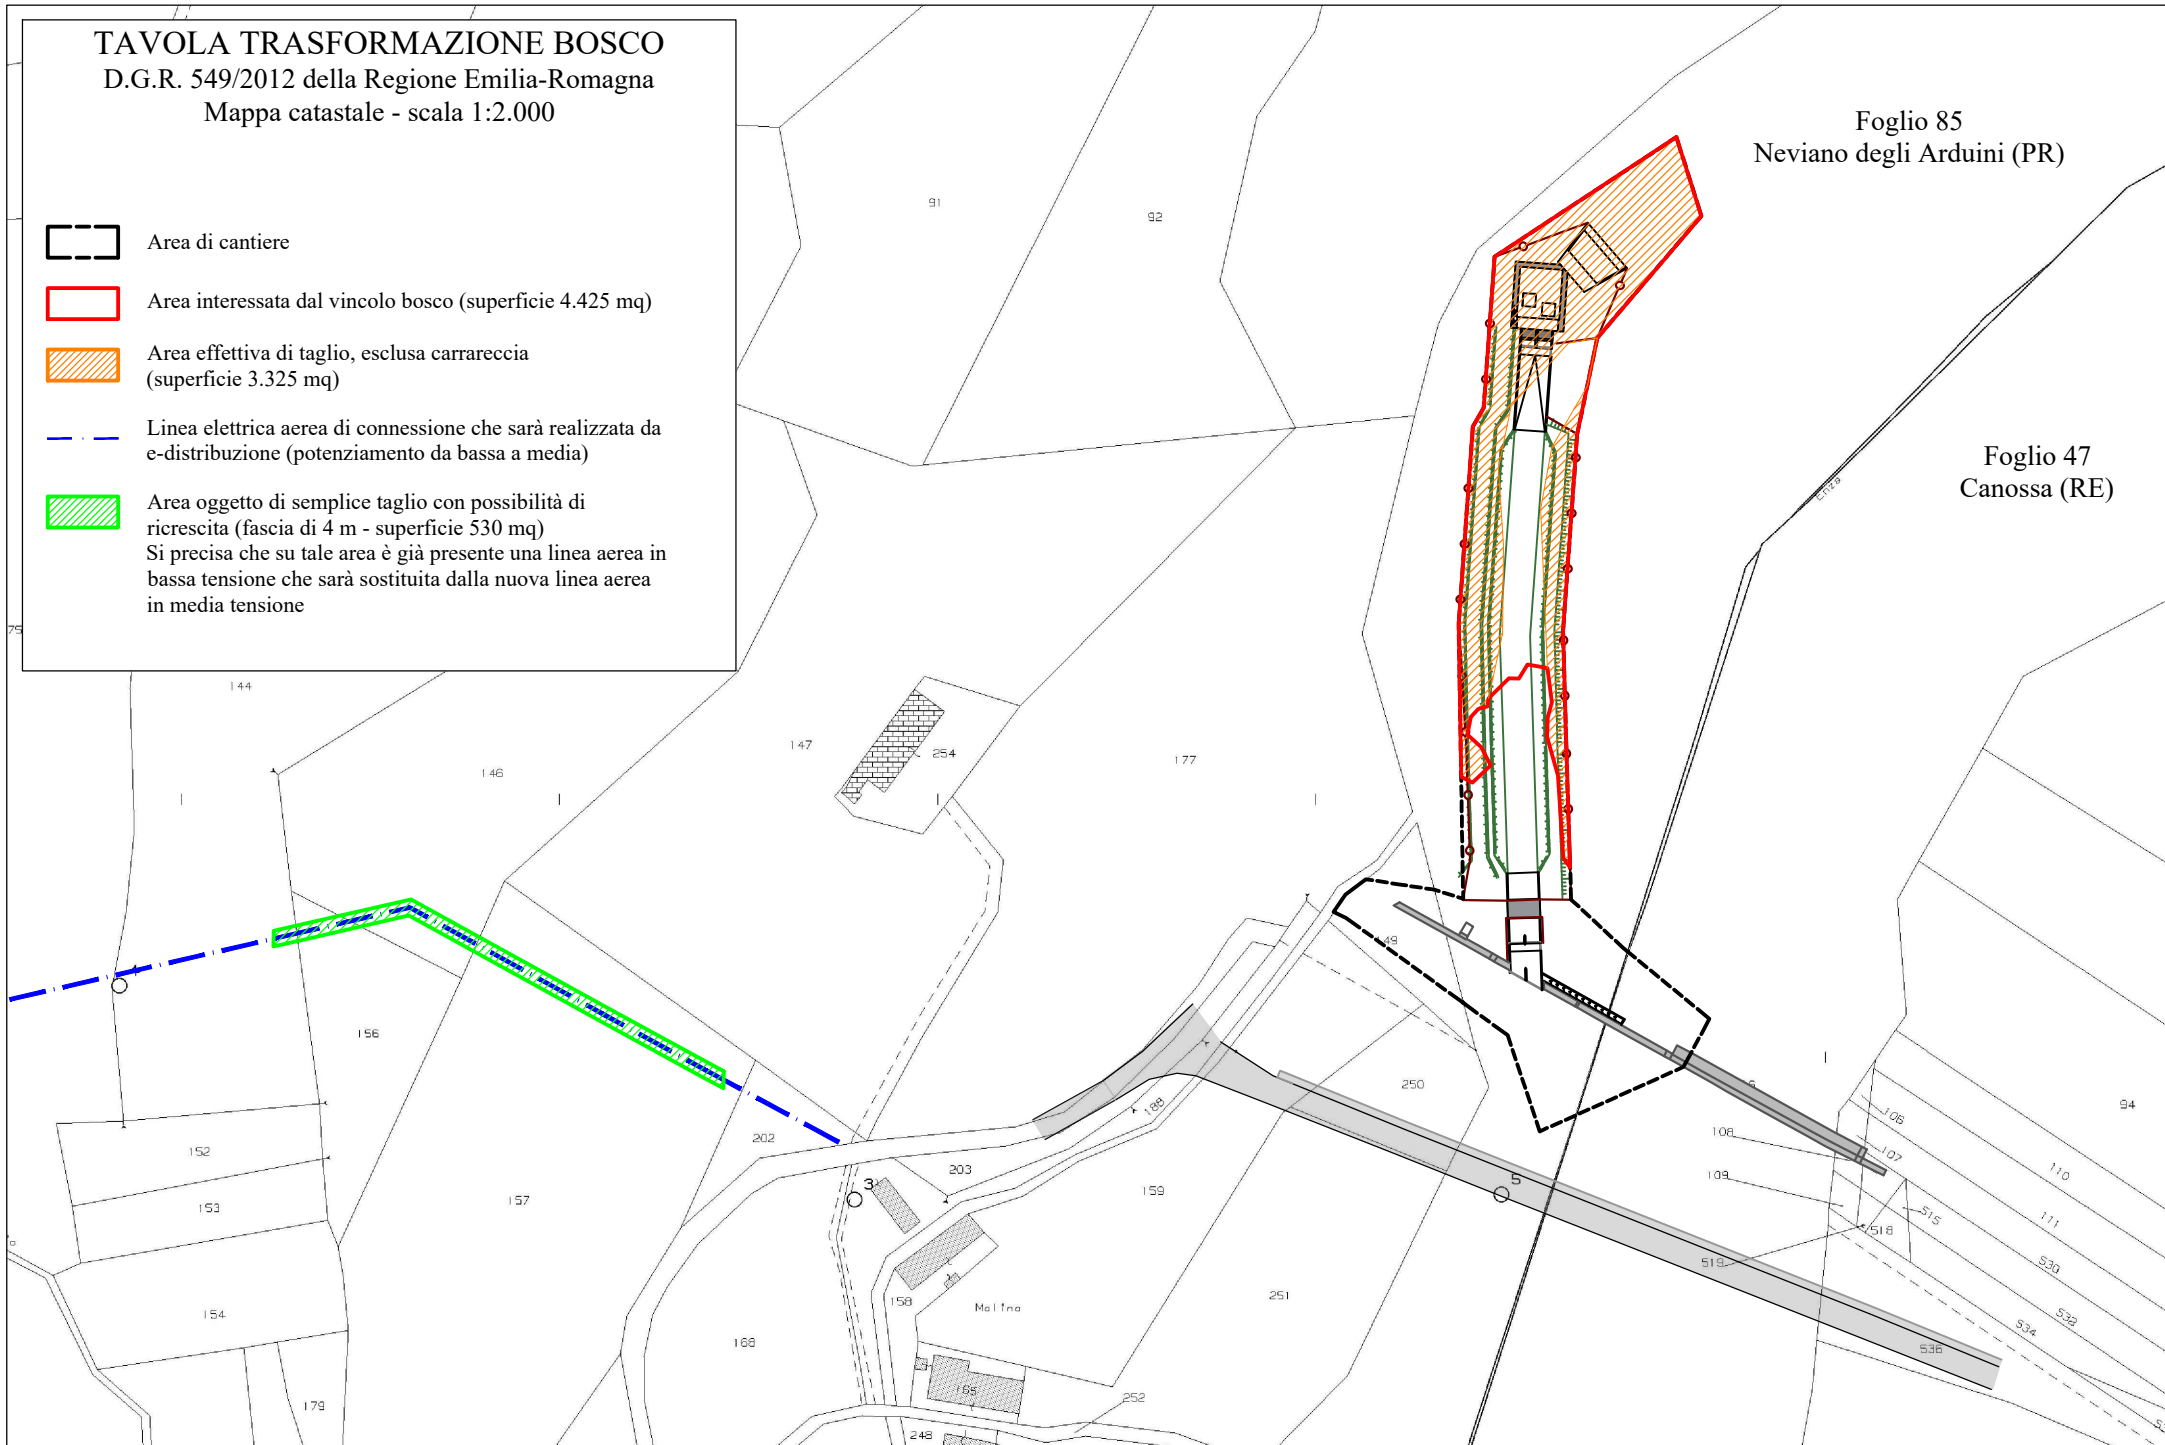 TAVOLA TRASFORMAZIONE BOSCO
D.G.R. 549/2012 della Regione Emilia-Romagna
Mappa catastale - scala 1:2.000
Area di cantiere
Area interessata dal vincolo bosco (superficie 4.425 mq)
Area effettiva di taglio, esclusa carrareccia
(superficie 3.325 mq)
Linea elettrica aerea di connessione che sarà realizzata da
e-distribuzione (potenziamento da bassa a media)
Area oggetto di semplice taglio con possibilità di
ricrescita (fascia di 4 m - superficie 530 mq)
Si precisa che su tale area è già presente una linea aerea in
bassa tensione che sarà sostituita dalla nuova linea aerea
in media tensione
Foglio 85
Neviano degli Arduini (PR)
Foglio 47
Canossa (RE)
Enza
91
92
75
144
146
147
254
177
149
156
250
188
94
106
107
108
109
110
111
152
153
154
157
202
203
3
159
5
515
518
519
530
532
534
536
158
Molino
251
168
165
252
179
248